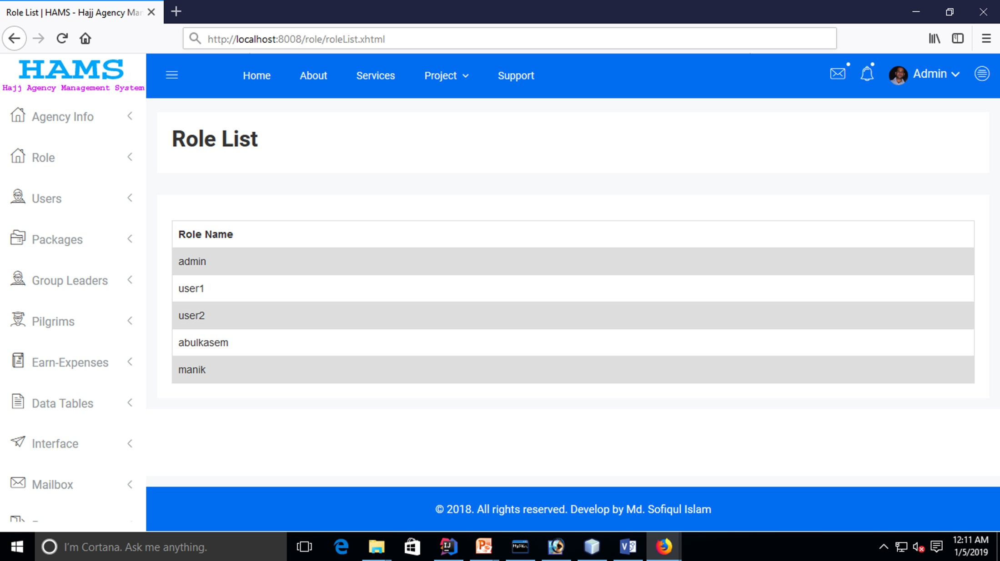 Role List | HAMS - Hajj Agency Mar
http://localhost:8008/role/roleList.xhtml
HAMS
Hajj Agency Management System
Home About Services Project Support
Admin
Agency Info
Role
Users
Packages
Group Leaders
Pilgrims
Earn-Expenses
Data Tables
Interface
Mailbox
Role List
Role Name
admin
user1
user2
abulkasem
manik
© 2018. All rights reserved. Develop by Md. Sofiqul Islam
I'm Cortana. Ask me anything.
12:11 AM
1/5/2019